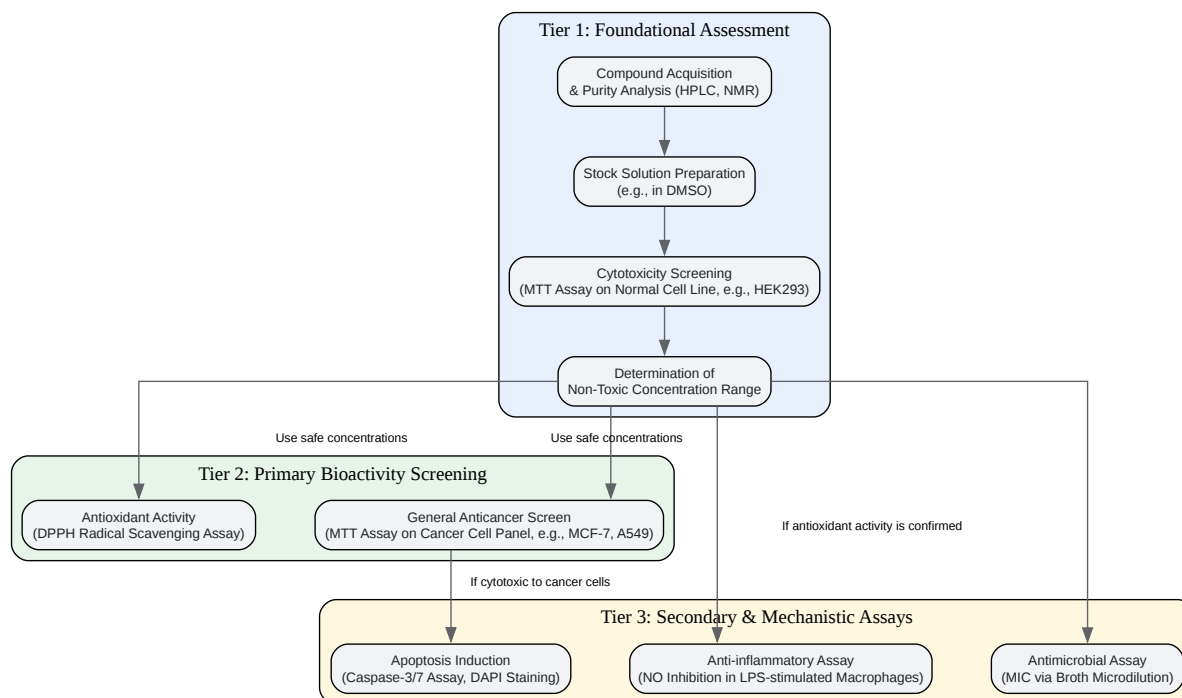 Tier 1: Foundational Assessment
Compound Acquisition
& Purity Analysis (HPLC, NMR)
Stock Solution Preparation
(e.g., in DMSO)
Cytotoxicity Screening
(MTT Assay on Normal Cell Line, e.g., HEK293)
Determination of
Non-Toxic Concentration Range
Use safe concentrations
Use safe concentrations
Tier 2: Primary Bioactivity Screening
Antioxidant Activity
(DPPH Radical Scavenging Assay)
General Anticancer Screen
(MTT Assay on Cancer Cell Panel, e.g., MCF-7, A549)
If antioxidant activity is confirmed
If cytotoxic to cancer cells
Tier 3: Secondary & Mechanistic Assays
Apoptosis Induction
(Caspase-3/7 Assay, DAPI Staining)
Anti-inflammatory Assay
(NO Inhibition in LPS-stimulated Macrophages)
Antimicrobial Assay
(MIC via Broth Microdilution)